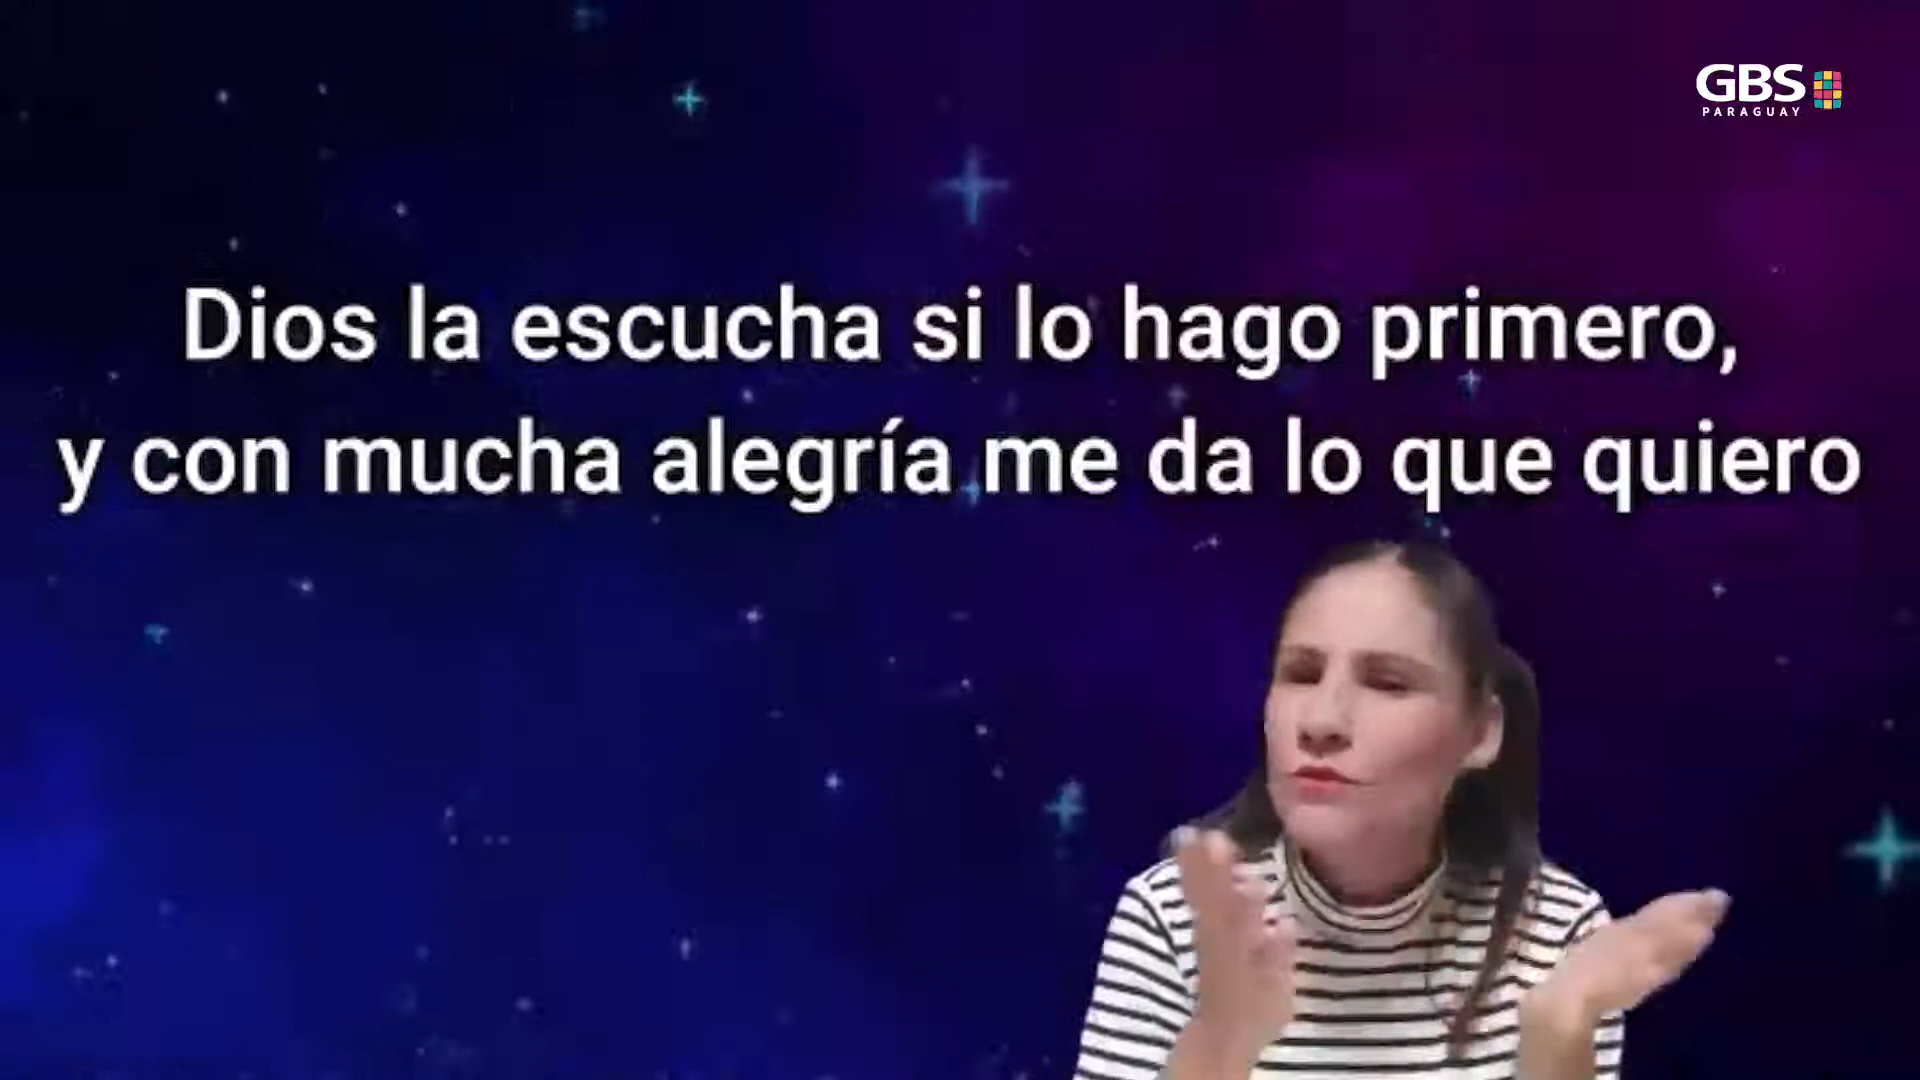 GBS
PARAGUAY
Dios la escucha si lo hago primero,
y con mucha alegría me da lo que quiero